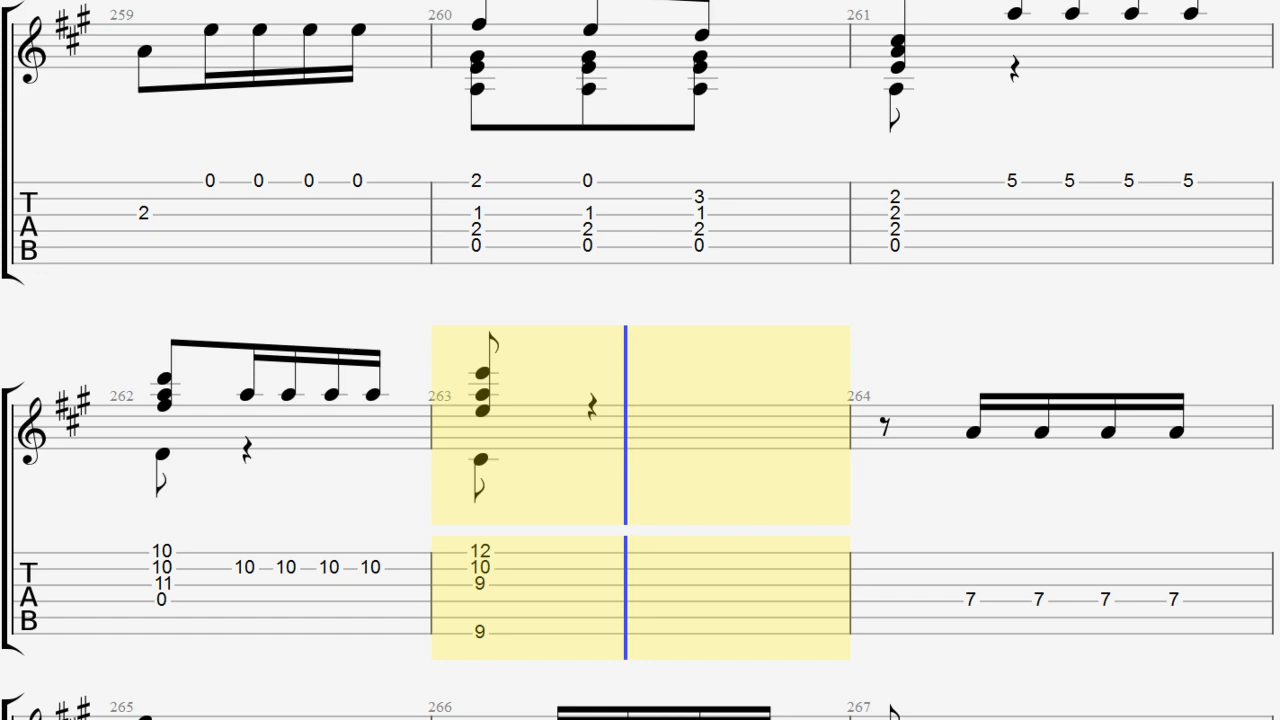 259 260 261
0 0 0 0 2 0 5 5 5 5
T 3 2
2 1 1 1 2
A 2 2 2 2
B 0 0 0 0
262 263 264
10 12
T 10 10 10 10 10 10
11 9
A 0 7 7 7 7
B
9
265 266 267